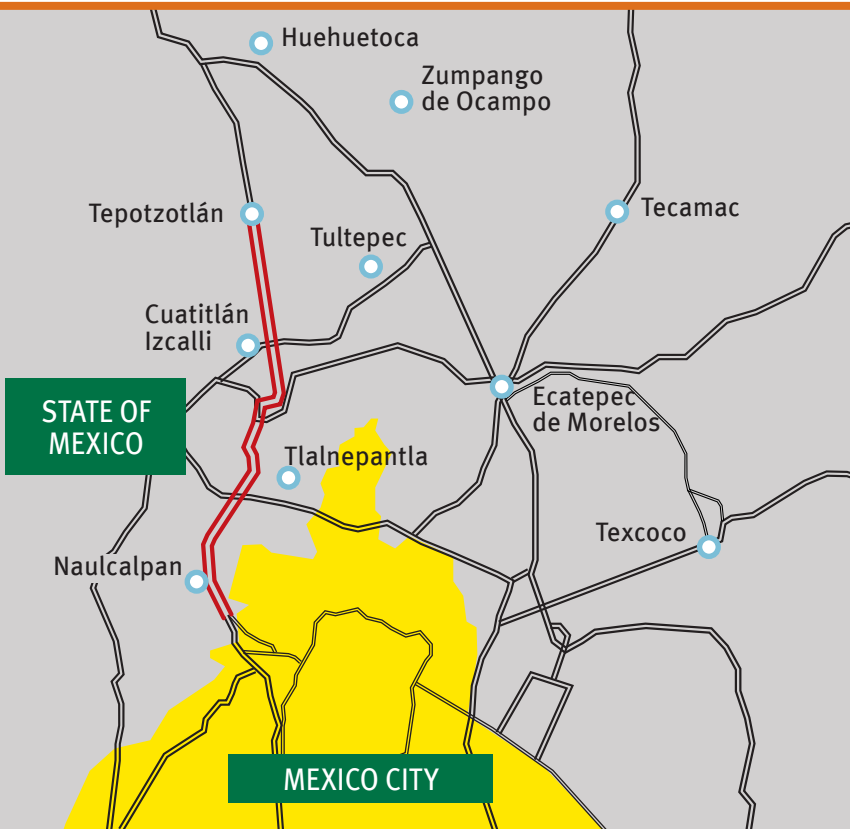 Huehuetoca
Zumpango
de Ocampo
Tepotzotlán
Tecamac
Tultepec
Cuatitlán
Izcalli
STATE OF
MEXICO
Ecatepec
de Morelos
Tlalnepantla
Texcoco
Naulcalpan
MEXICO CITY